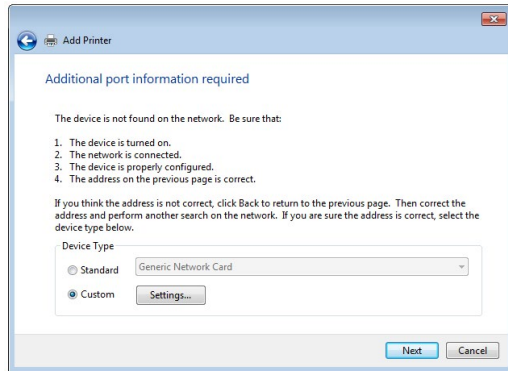 Add Printer
Additional port information required
The device is not found on the network. Be sure that:
1. The device is turned on.
2. The network is connected.
3. The device is properly configured.
4. The address on the previous page is correct.
If you think the address is not correct, click Back to return to the previous page. Then correct the
address and perform another search on the network. If you are sure the address is correct, select the
device type below.
Device Type
Standard
Generic Network Card
Custom
Settings...
Next
Cancel